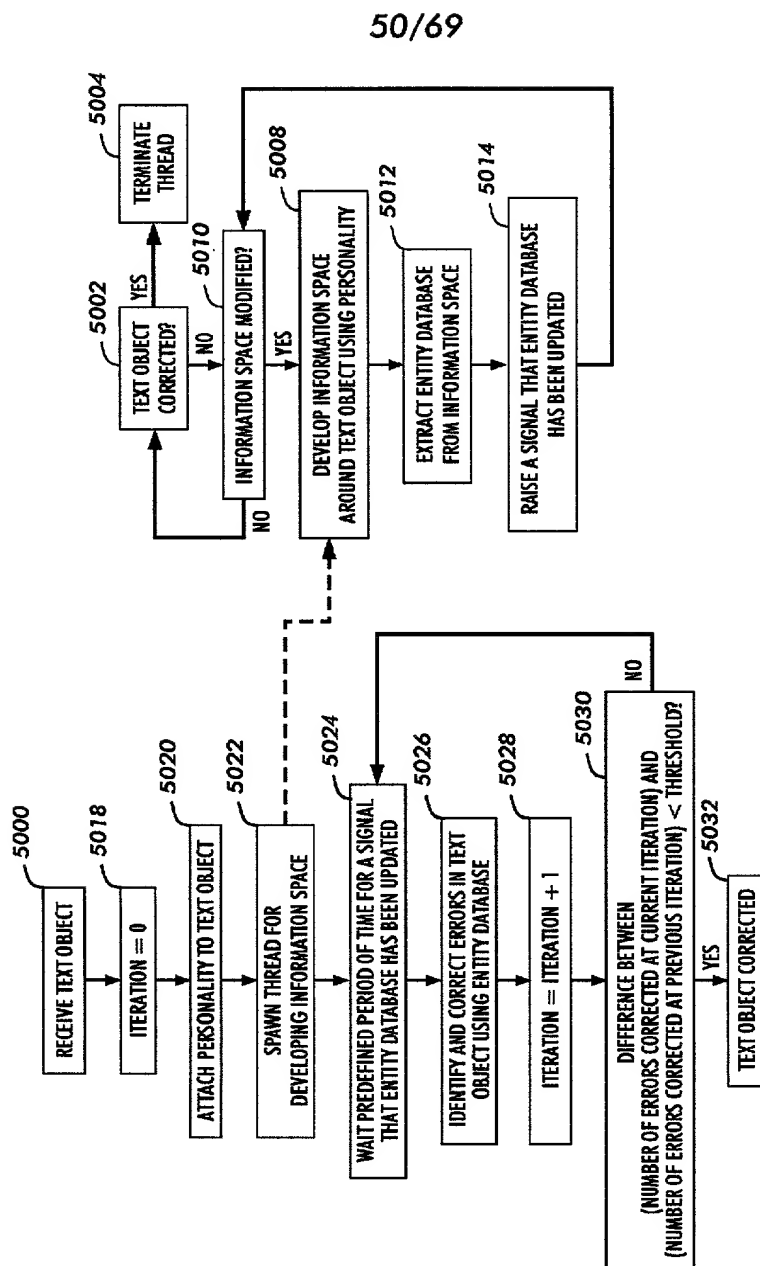 50/69
5000
RECEIVE TEXT OBJECT
5018
ITERATION = 0
5020
ATTACH PERSONALITY TO TEXT OBJECT
5022
SPAWN THREAD FOR
DEVELOPING INFORMATION SPACE
5024
WAIT PREDEFINED PERIOD OF TIME FOR A SIGNAL
THAT ENTITY DATABASE HAS BEEN UPDATED
5026
IDENTIFY AND CORRECT ERRORS IN TEXT
OBJECT USING ENTITY DATABASE
5028
ITERATION = ITERATION + 1
5030
DIFFERENCE BETWEEN
(NUMBER OF ERRORS CORRECTED AT CURRENT ITERATION) AND
(NUMBER OF ERRORS CORRECTED AT PREVIOUS ITERATION) < THRESHOLD?
NO
YES
5032
TEXT OBJECT CORRECTED
5002
TEXT OBJECT
CORRECTED?
YES
5004
TERMINATE
THREAD
NO
5010
INFORMATION SPACE MODIFIED?
NO
YES
5008
DEVELOP INFORMATION SPACE
AROUND TEXT OBJECT USING PERSONALITY
5012
EXTRACT ENTITY DATABASE
FROM INFORMATION SPACE
5014
RAISE A SIGNAL THAT ENTITY DATABASE
HAS BEEN UPDATED